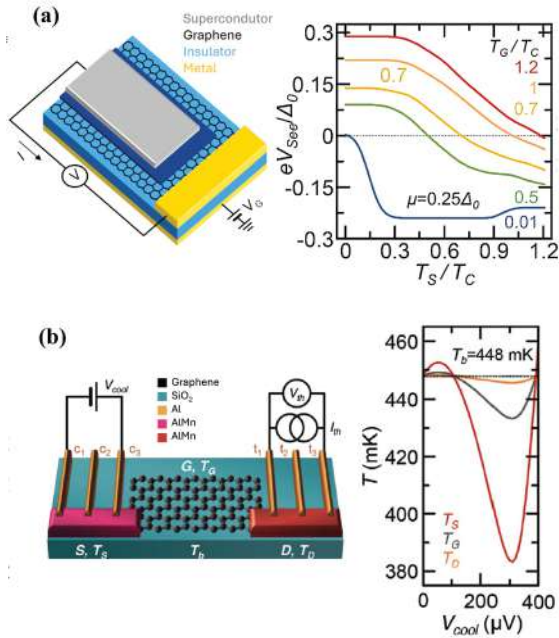 (a)
Supercondutor
Graphene
Insulator
Metal
I
V
V_G
0.3
0.15
0
-0.15
-0.3
eV_See/Δ_0
T_G/T_C
1.2
1
0.7
0.7
μ=0.25Δ_0
0.5
0.01
0.0 0.3 0.6 0.9 1.2
T_S/T_C
(b)
V_cool
Graphene
SiO_2
Al
AlMn
AlMn
V_th
I_th
c_1 c_2 c_3
t_1 t_2 t_3
G, T_G
S, T_S
T_b
D, T_D
460
440
420
400
380
T (mK)
T_b=448 mK
T_S
T_G
T_D
0 200 400
V_cool (μV)